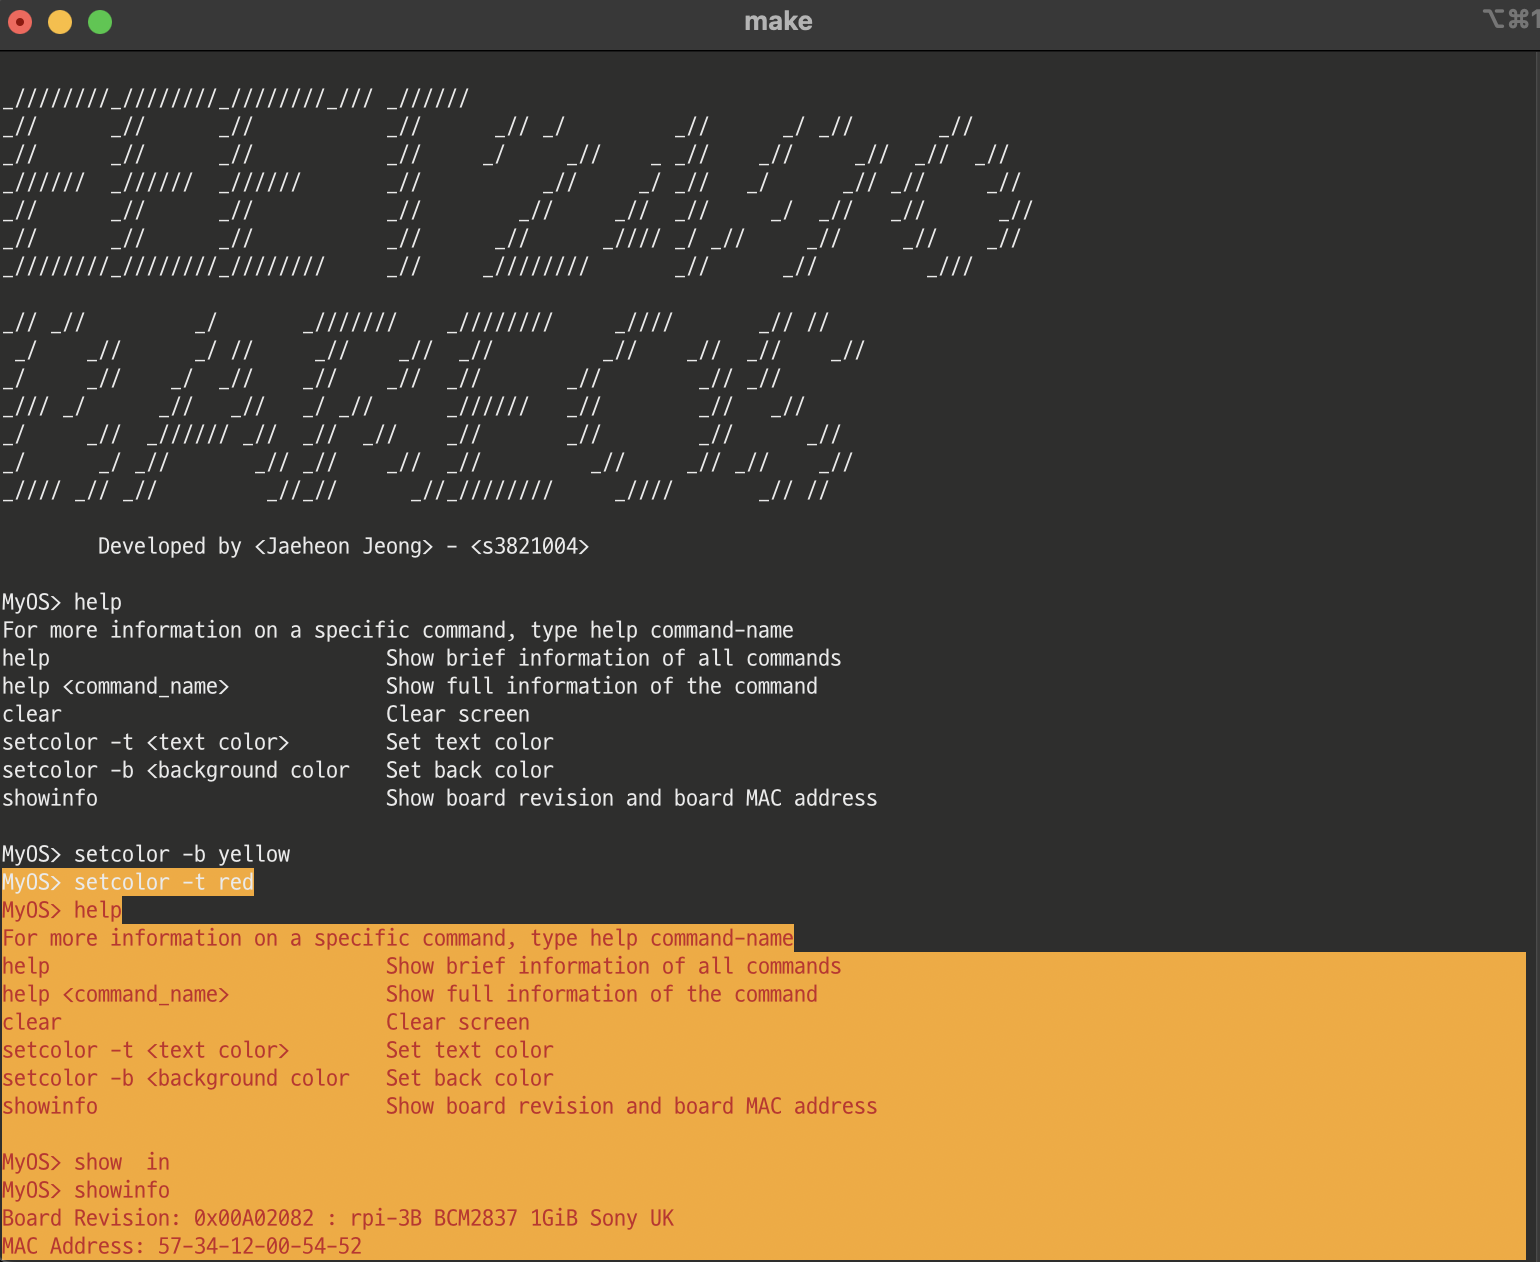 make
⌥⌘1
_////////_////////_////////_/// _//////
_//      _//      _//           _//      _// _/         _//      _/ _//       _//
_//      _//      _//           _//     _/     _//    _ _//    _//     _//  _//  _//
_//////  _//////  _//////       _//          _//     _/ _//   _/      _// _//     _//
_//      _//      _//           _//        _//     _//  _//     _/  _//   _//      _//
_//      _//      _//           _//      _//      _//// _/ _//     _//     _//    _//
_////////_////////_////////     _//     _////////       _//      _//         _///
_// _//         _/       _///////    _////////     _////       _// //
 _/    _//      _/ //     _//    _//  _//         _//    _//  _//    _//
_/     _//    _/  _//    _//    _//  _//       _//        _// _//
_/// _/      _//   _//   _/ _//      _//////   _//        _//   _//
_/     _//  _////// _//  _//  _//    _//       _//        _//      _//
_/      _/ _//       _// _//    _//  _//         _//     _// _//    _//
_//// _// _//         _//_//      _//_////////     _////       _// //
Developed by <Jaeheon Jeong> - <s3821004>
MyOS> help
For more information on a specific command, type help command-name
help                            Show brief information of all commands
help <command_name>             Show full information of the command
clear                           Clear screen
setcolor -t <text color>        Set text color
setcolor -b <background color   Set back color
showinfo                        Show board revision and board MAC address
MyOS> setcolor -b yellow
MyOS> setcolor -t red
MyOS> help
For more information on a specific command, type help command-name
help                            Show brief information of all commands
help <command_name>             Show full information of the command
clear                           Clear screen
setcolor -t <text color>        Set text color
setcolor -b <background color   Set back color
showinfo                        Show board revision and board MAC address
MyOS> show  in
MyOS> showinfo
Board Revision: 0x00A02082 : rpi-3B BCM2837 1GiB Sony UK
MAC Address: 57-34-12-00-54-52